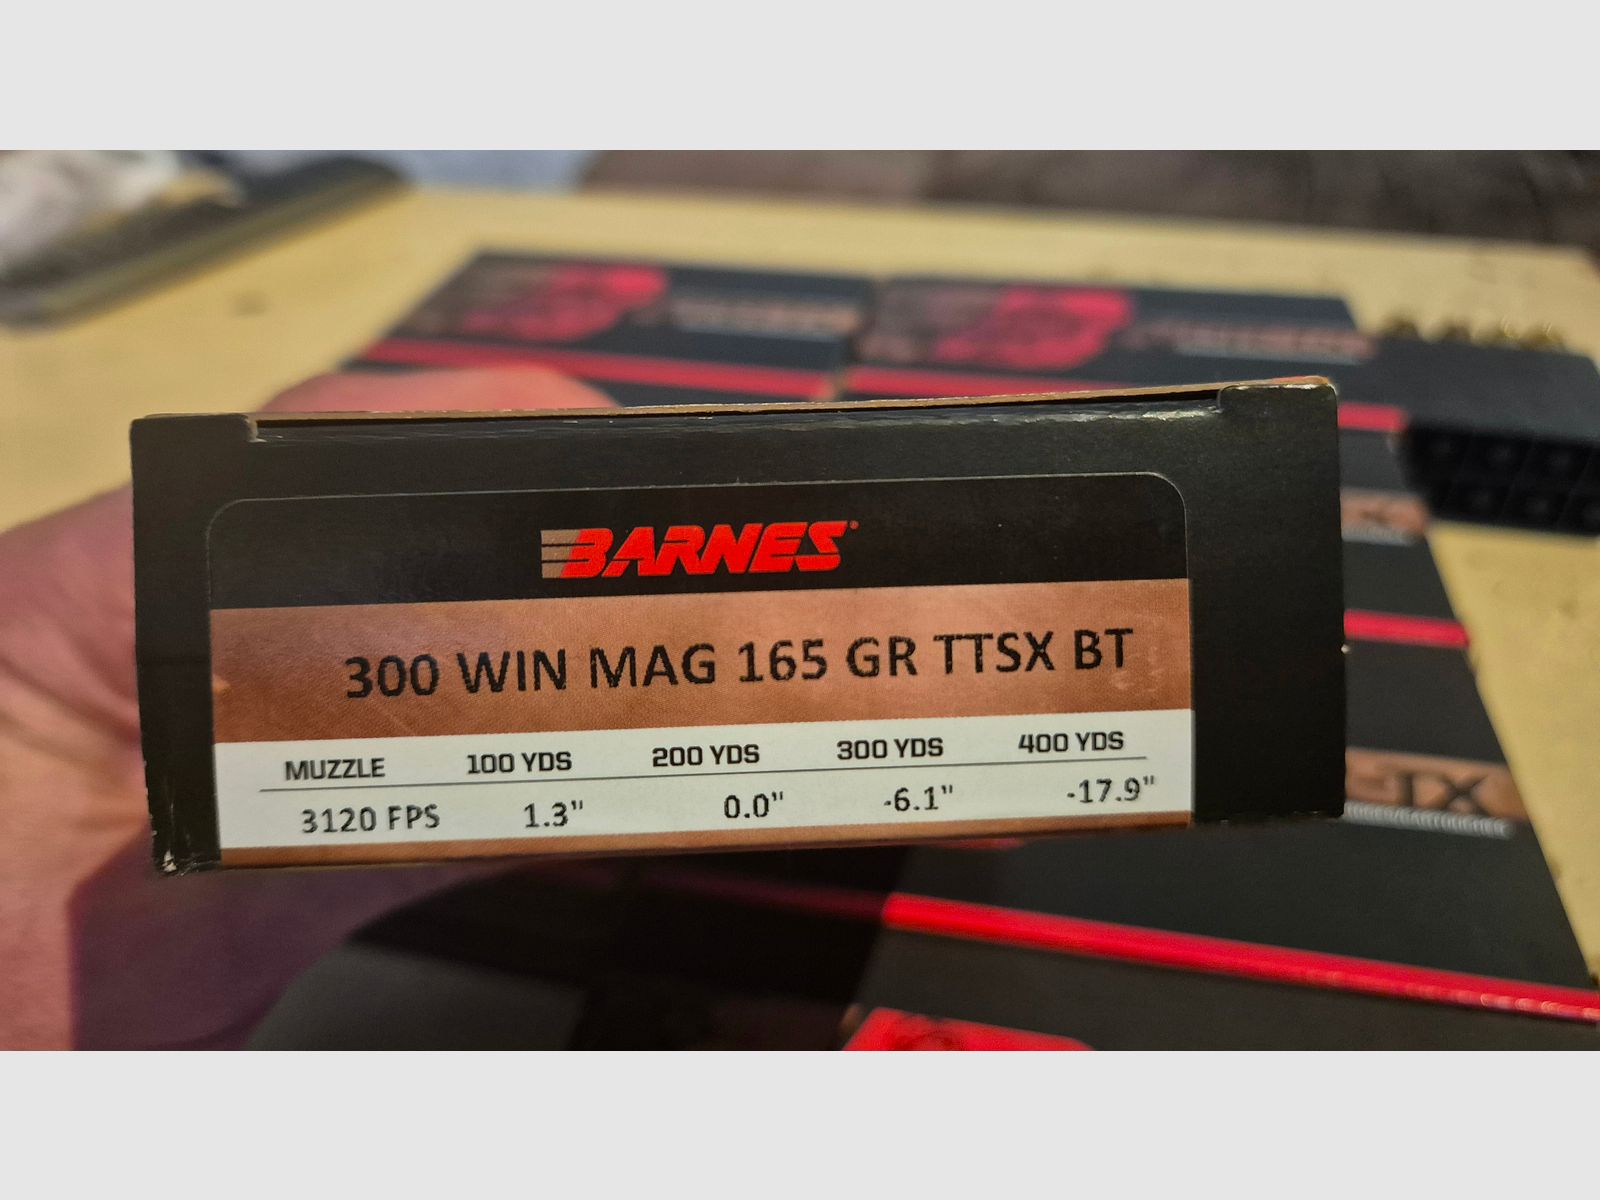 BARNES®
300 WIN MAG 165 GR TTSX BT
MUZZLE 100 YDS 200 YDS 300 YDS 400 YDS
3120 FPS 1.3" 0.0" -6.1" -17.9"